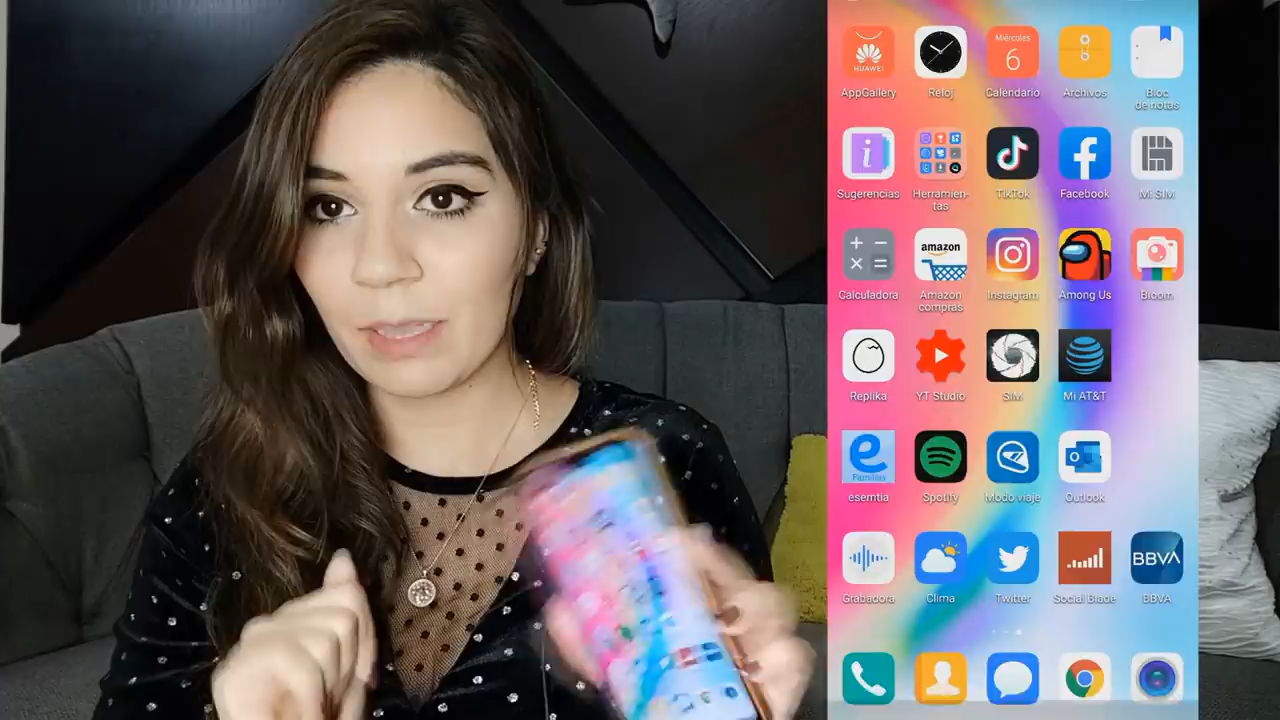 HUAWEI
Miércoles
6
AppGallery
Reloj
Calendario
Archivos
Bloc
de notas
Sugerencias
Herramien-
tas
TikTok
Facebook
Mi SIM
amazon
Calculadora
Amazon
compras
Instagram
Among Us
Bloom
Replika
YT Studio
SIM
Mi AT&T
e
Familias
esemtia
Spotify
Modo viaje
Outlook
BBVA
Grabadora
Clima
Twitter
Social Blade
BBVA